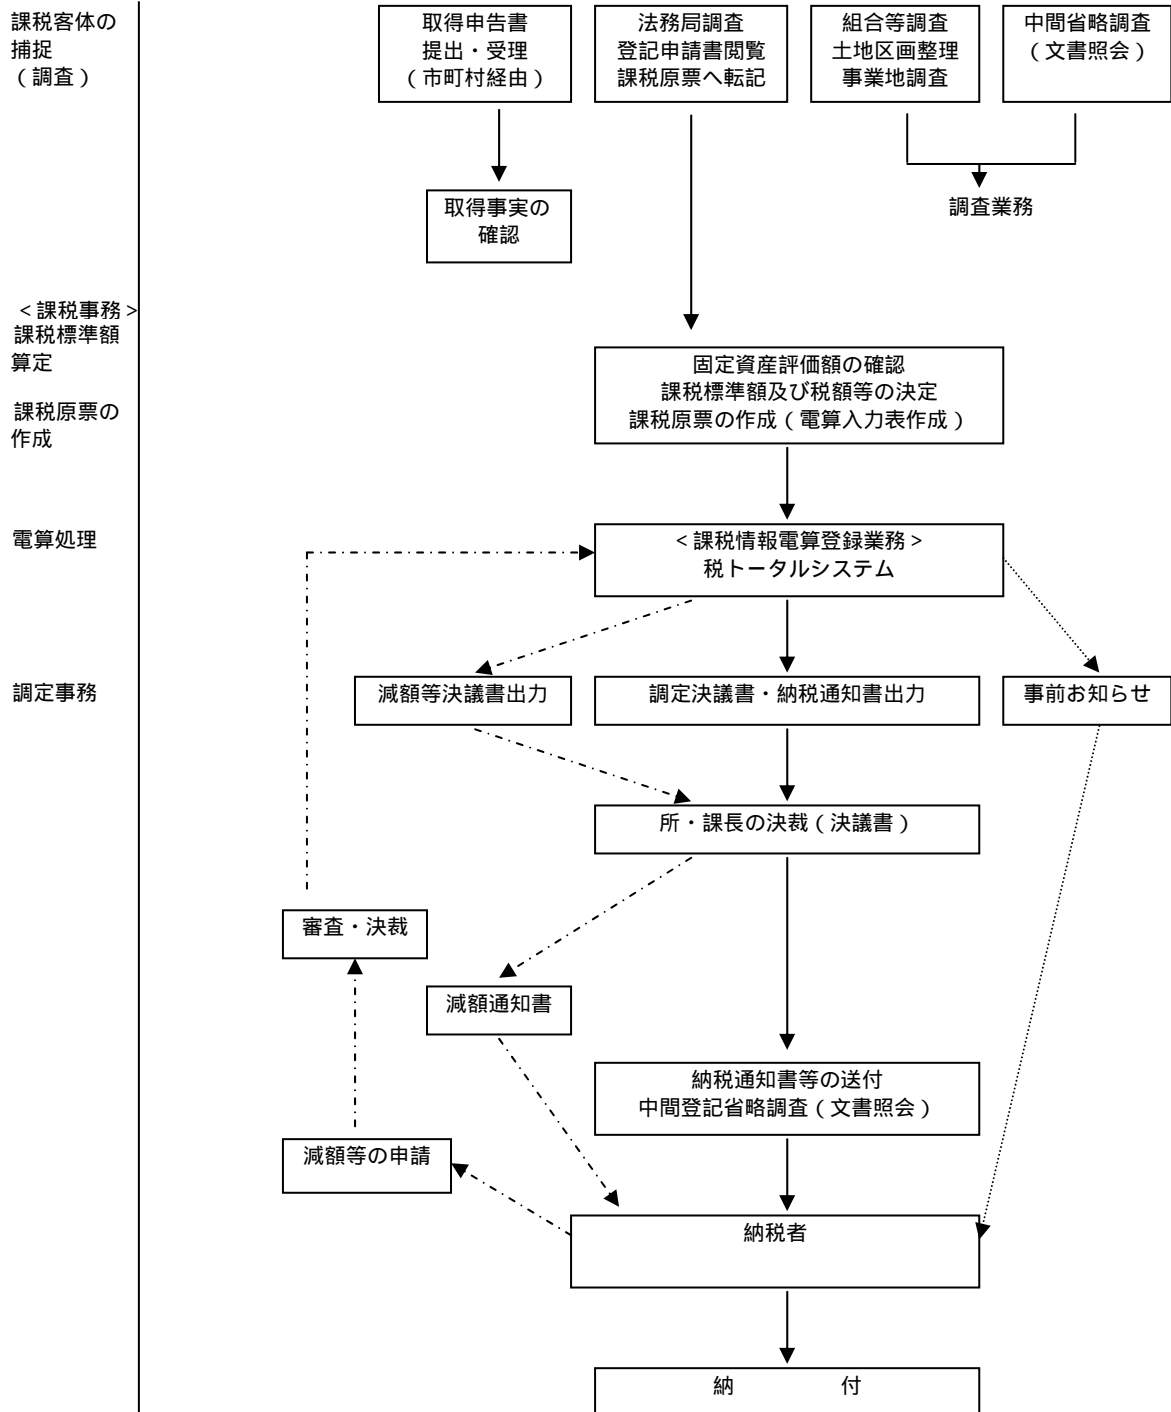 課税客体の
捕捉
（調査）
取得申告書
提出・受理
（市町村経由）
法務局調査
登記申請書閲覧
課税原票へ転記
組合等調査
土地区画整理
事業地調査
中間省略調査
（文書照会）
取得事実の
確認
調査業務
＜課税事務＞
課税標準額
算定
課税原票の
作成
固定資産評価額の確認
課税標準額及び税額等の決定
課税原票の作成（電算入力表作成）
電算処理
＜課税情報電算登録業務＞
税トータルシステム
調定事務
減額等決議書出力
調定決議書・納税通知書出力
事前お知らせ
所・課長の決裁（決議書）
審査・決裁
減額通知書
納税通知書等の送付
中間登記省略調査（文書照会）
減額等の申請
納税者
納　　　　　付